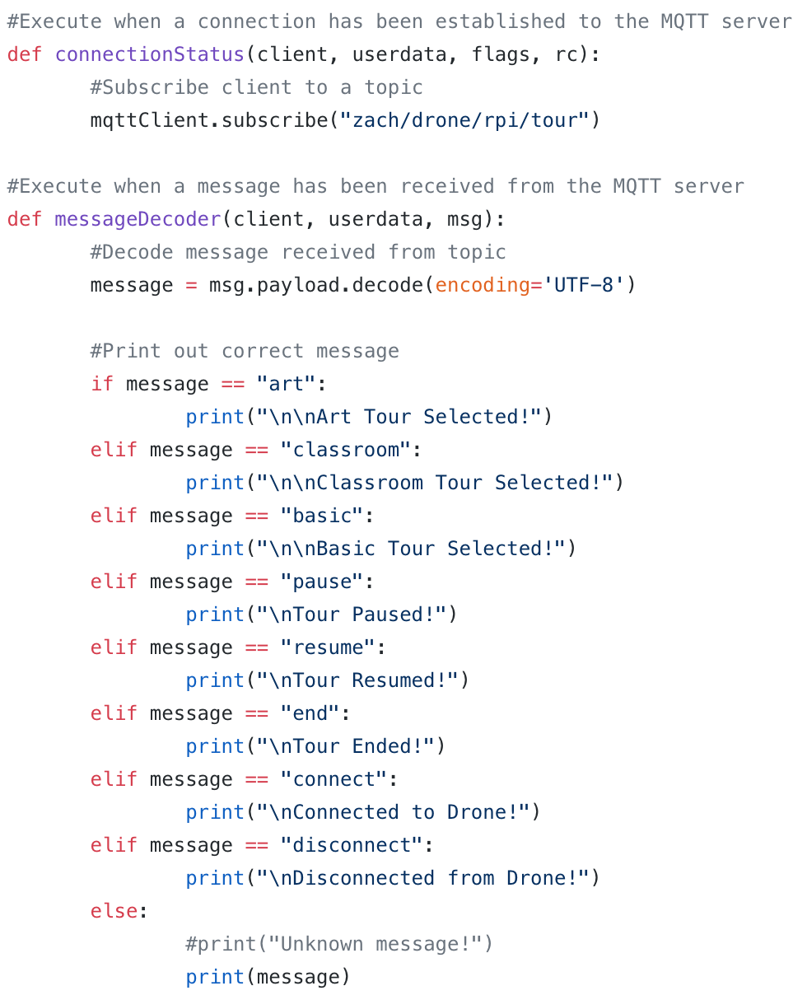 #Execute when a connection has been established to the MQTT server
def connectionStatus(client, userdata, flags, rc):
       #Subscribe client to a topic
       mqttClient.subscribe("zach/drone/rpi/tour")

#Execute when a message has been received from the MQTT server
def messageDecoder(client, userdata, msg):
       #Decode message received from topic
       message = msg.payload.decode(encoding='UTF-8')

       #Print out correct message
       if message == "art":
               print("\n\nArt Tour Selected!")
       elif message == "classroom":
               print("\n\nClassroom Tour Selected!")
       elif message == "basic":
               print("\n\nBasic Tour Selected!")
       elif message == "pause":
               print("\nTour Paused!")
       elif message == "resume":
               print("\nTour Resumed!")
       elif message == "end":
               print("\nTour Ended!")
       elif message == "connect":
               print("\nConnected to Drone!")
       elif message == "disconnect":
               print("\nDisconnected from Drone!")
       else:
               #print("Unknown message!")
               print(message)